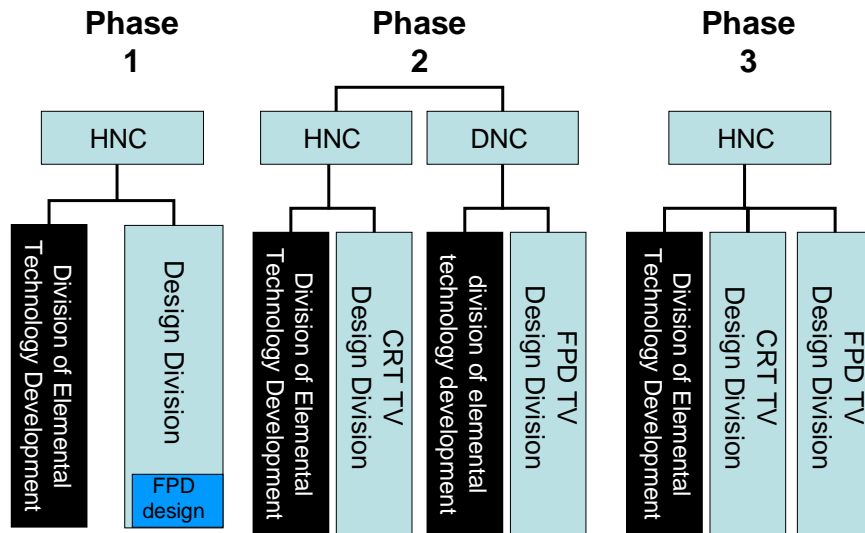 Phase
1
Phase
2
Phase
3
HNC
HNC
DNC
HNC
Division of Elemental
Technology Development
Design Division
FPD
design
Division of Elemental
Technology Development
CRT TV
Design Division
division of elemental
technology development
FPD TV
Design Division
Division of Elemental
Technology Development
CRT TV
Design Division
FPD TV
Design Division